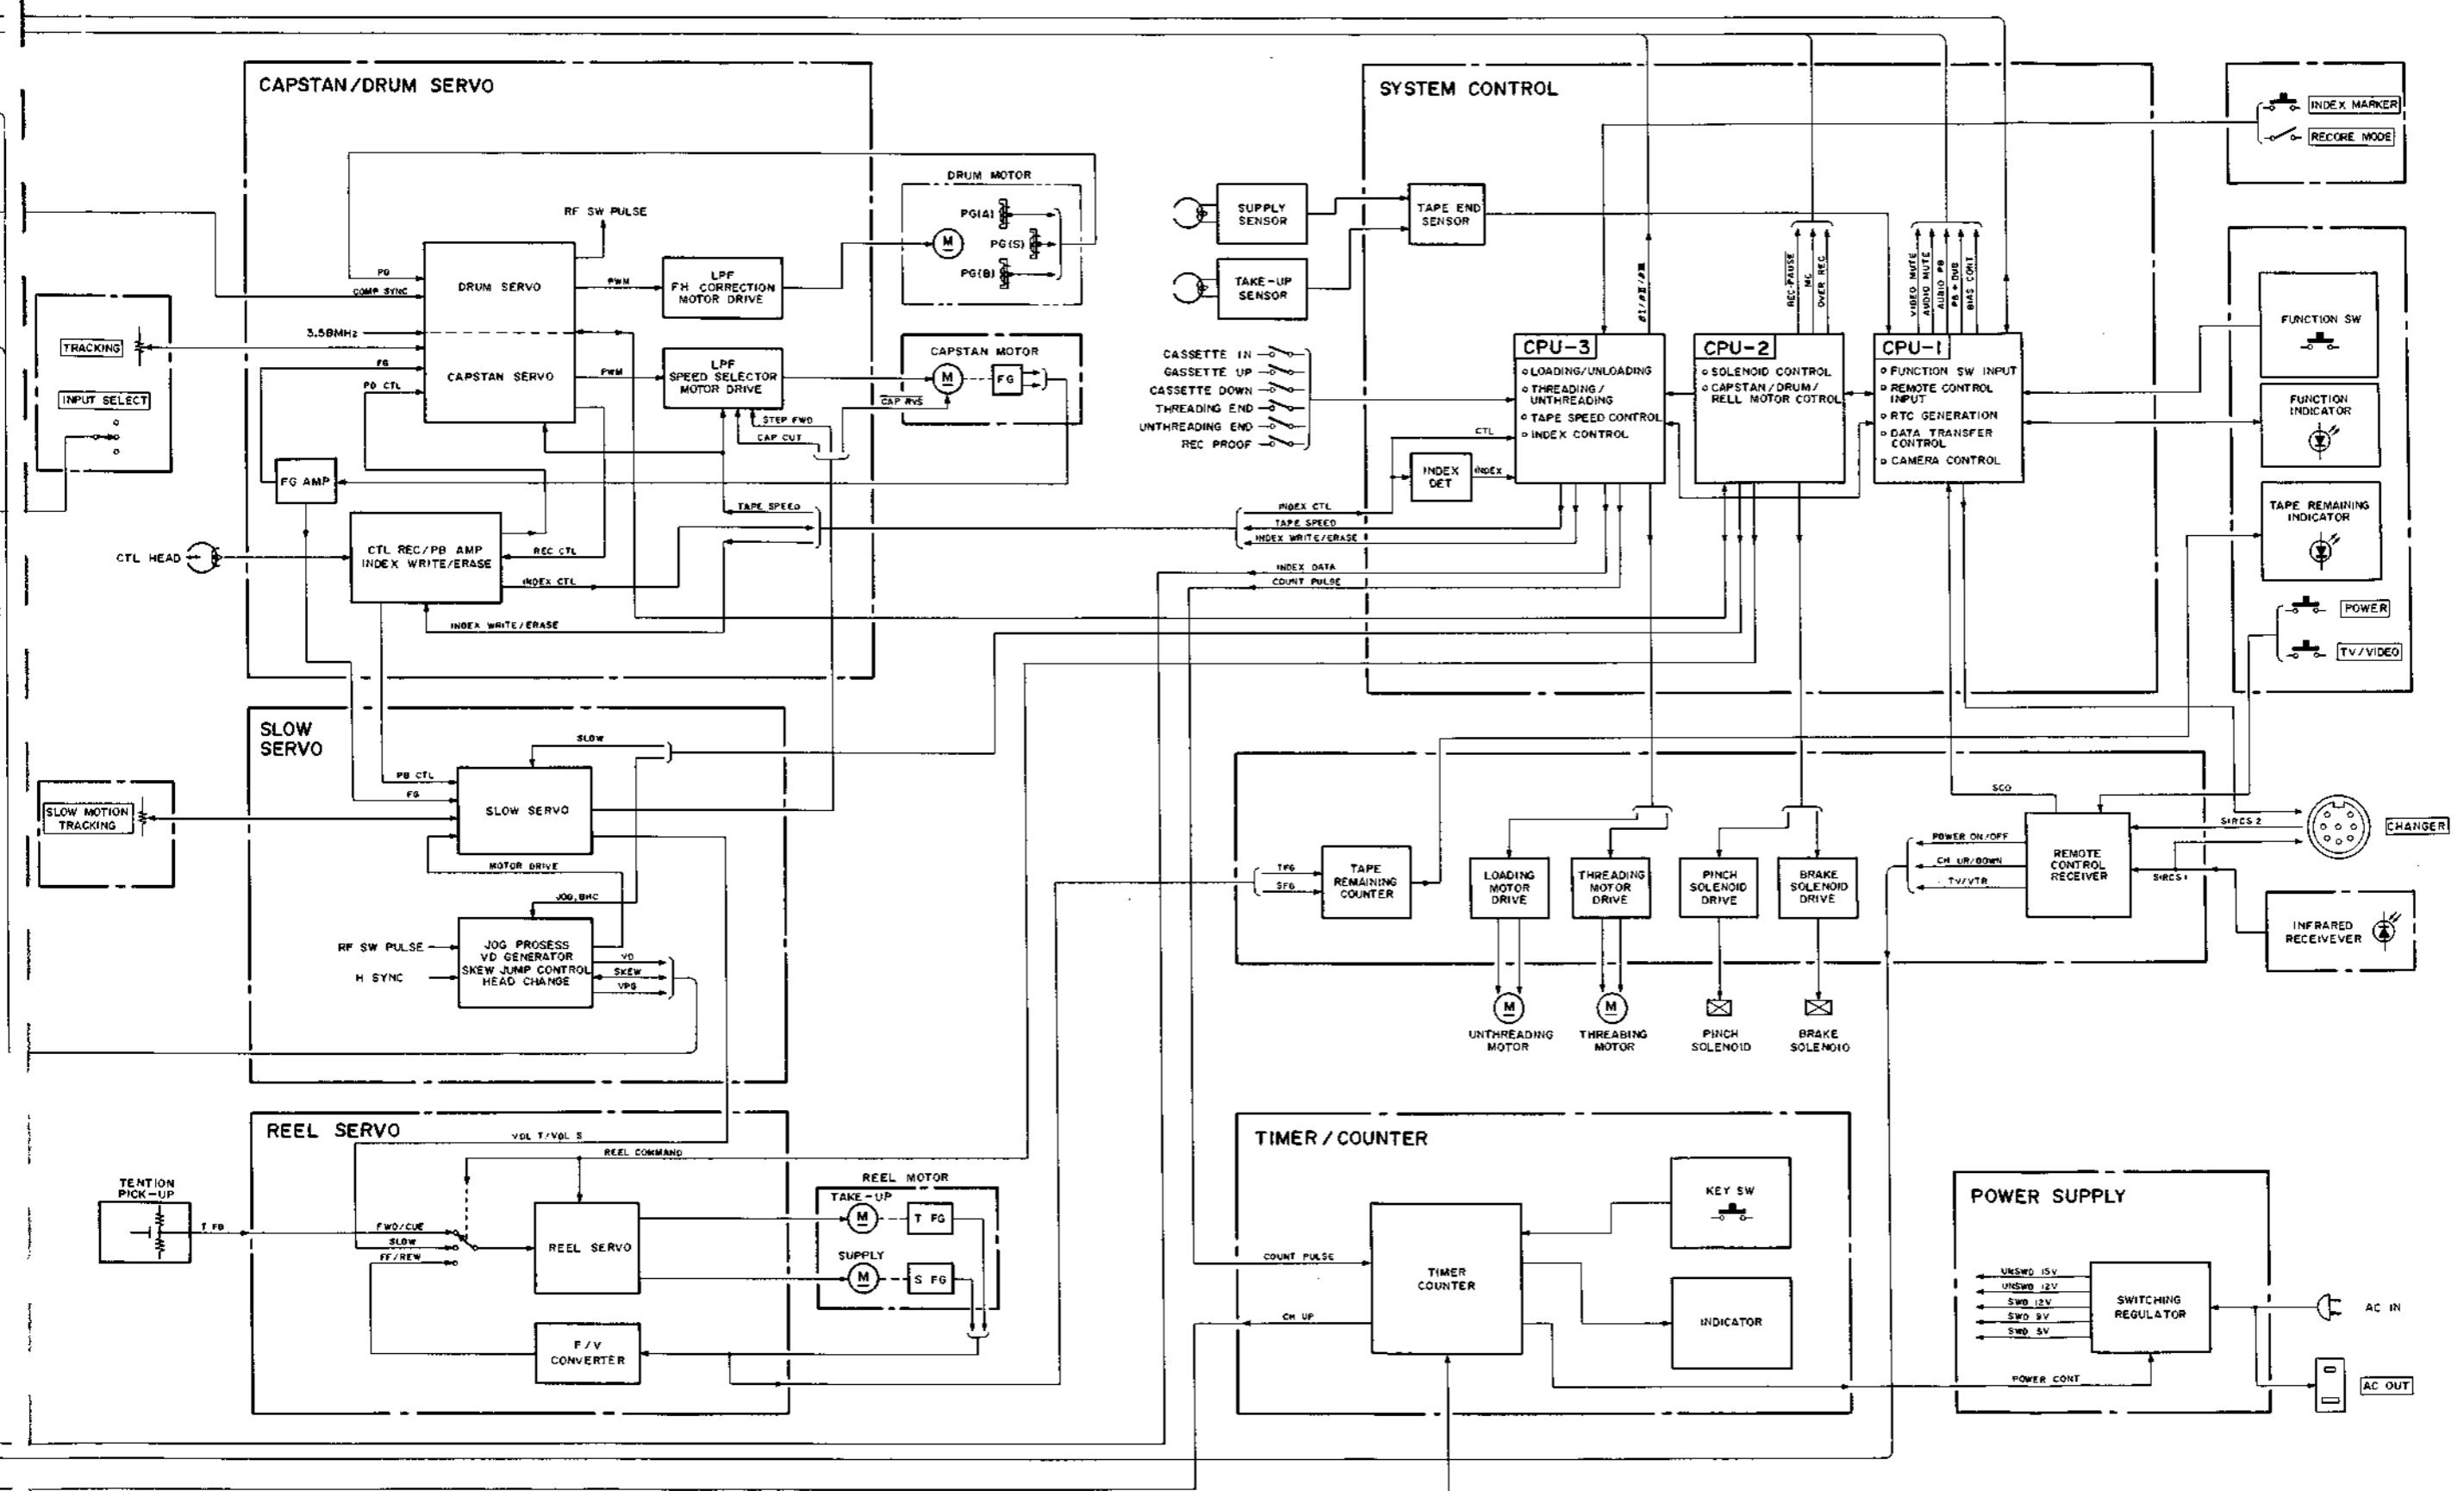 CAPSTAN/DRUM SERVO
RF SW PULSE
PG
COMP SYNC
DRUM SERVO
3.58MHz
FG
PB CTL
CAPSTAN SERVO
PWM
LPF
FH CORRECTION
MOTOR DRIVE
PWM
LPF
SPEED SELECTOR
MOTOR DRIVE
STEP FWD
CAP CUT
CAP RVS
DRUM MOTOR
PG(A)
PG(S)
PG(B)
M
CAPSTAN MOTOR
M
FG
TRACKING
INPUT SELECT
FG AMP
CTL HEAD
CTL REC/PB AMP
INDEX WRITE/ERASE
REC CTL
INDEX CTL
TAPE SPEED
INDEX WRITE/ERASE
SLOW
SERVO
SLOW
PB CTL
FG
SLOW SERVO
MOTOR DRIVE
SLOW MOTION
TRACKING
JOG, BHC
RF SW PULSE
H SYNC
JOG PROSESS
VD GENERATOR
SKEW JUMP CONTROL
HEAD CHANGE
VD
SKEW
VPG
REEL SERVO
VOL T/VOL S
REEL COMMAND
TENTION
PICK-UP
T FB
FWD/CUE
SLOW
FF/REW
REEL SERVO
F/V
CONVERTER
REEL MOTOR
TAKE-UP
M
T FG
SUPPLY
M
S FG
SYSTEM CONTROL
SUPPLY
SENSOR
TAKE-UP
SENSOR
TAPE END
SENSOR
CASSETTE IN
GASSETTE UP
CASSETTE DOWN
THREADING END
UNTHREADING END
REC PROOF
CTL
INDEX
DET
INDEX
βI/βII/βIII
CPU-3
LOADING/UNLOADING
THREADING/
UNTHREADING
TAPE SPEED CONTROL
INDEX CONTROL
REC-PAUSE
MC
OVER REC
CPU-2
SOLENOID CONTROL
CAPSTAN/DRUM/
RELL MOTOR COTROL
VIDEO MUTE
AUDIO MUTE
AUDIO PB
PB + DUB
BIAS CONT
CPU-1
FUNCTION SW INPUT
REMOTE CONTROL
INPUT
RTC GENERATION
DATA TRANSFER
CONTROL
CAMERA CONTROL
INDEX CTL
TAPE SPEED
INDEX WRITE/ERASE
INDEX DATA
COUNT PULSE
INDEX MARKER
RECORE MODE
FUNCTION SW
FUNCTION
INDICATOR
TAPE REMAINING
INDICATOR
POWER
TV/VIDEO
TFG
SFG
TAPE
REMAINING
COUNTER
LOADING
MOTOR
DRIVE
THREADING
MOTOR
DRIVE
PINCH
SOLENOID
DRIVE
BRAKE
SOLENOID
DRIVE
M
M
UNTHREADING
MOTOR
THREABING
MOTOR
PINCH
SOLENOID
BRAKE
SOLENOID
POWER ON/OFF
CH UR/DOWN
TV/VTR
SCO
REMOTE
CONTROL
RECEIVER
SIRCS 2
SIRCS 1
CHANGER
INFRARED
RECEIVEVER
TIMER/COUNTER
COUNT PULSE
CH UP
TIMER
COUNTER
KEY SW
INDICATOR
POWER SUPPLY
UNSWD 15V
UNSWD 12V
SWD 12V
SWD 9V
SWD 5V
SWITCHING
REGULATOR
POWER CONT
AC IN
AC OUT